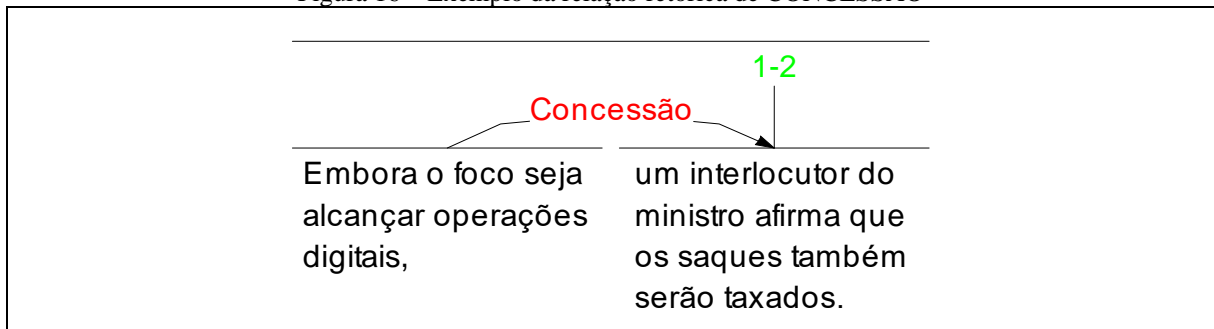 1-2
Concessão
Embora o foco seja
alcançar operações
digitais,
um interlocutor do
ministro afirma que
os saques também
serão taxados.